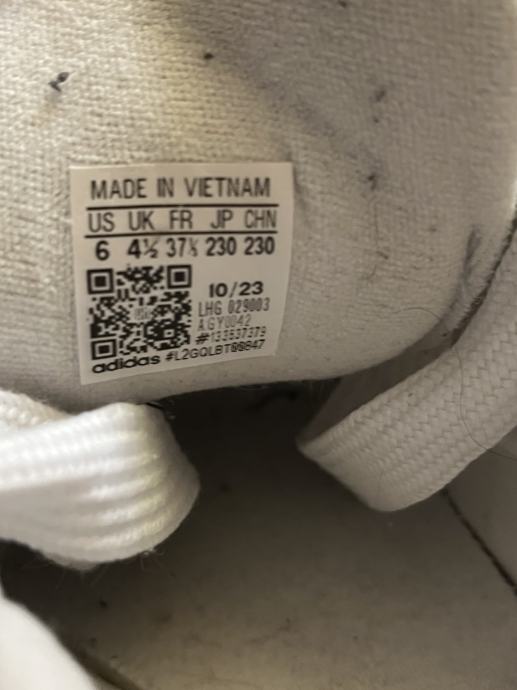 MADE IN VIETNAM
US UK FR JP CHN
6 4½ 37⅓ 230 230
10/23
LHG 029003
#133537379
adidas